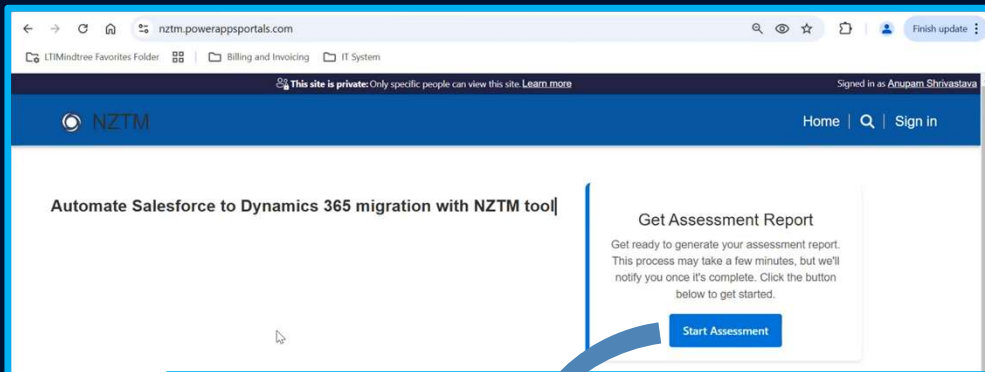 nztm.powerappsportals.com
Finish update
LTIMindtree Favorites Folder
Billing and Invoicing
IT System
This site is private: Only specific people can view this site. Learn more
Signed in as Anupam Shrivastava
NZTM
Home | Sign in
Automate Salesforce to Dynamics 365 migration with NZTM tool
Get Assessment Report
Get ready to generate your assessment report.
This process may take a few minutes, but we'll
notify you once it's complete. Click the button
below to get started.
Start Assessment